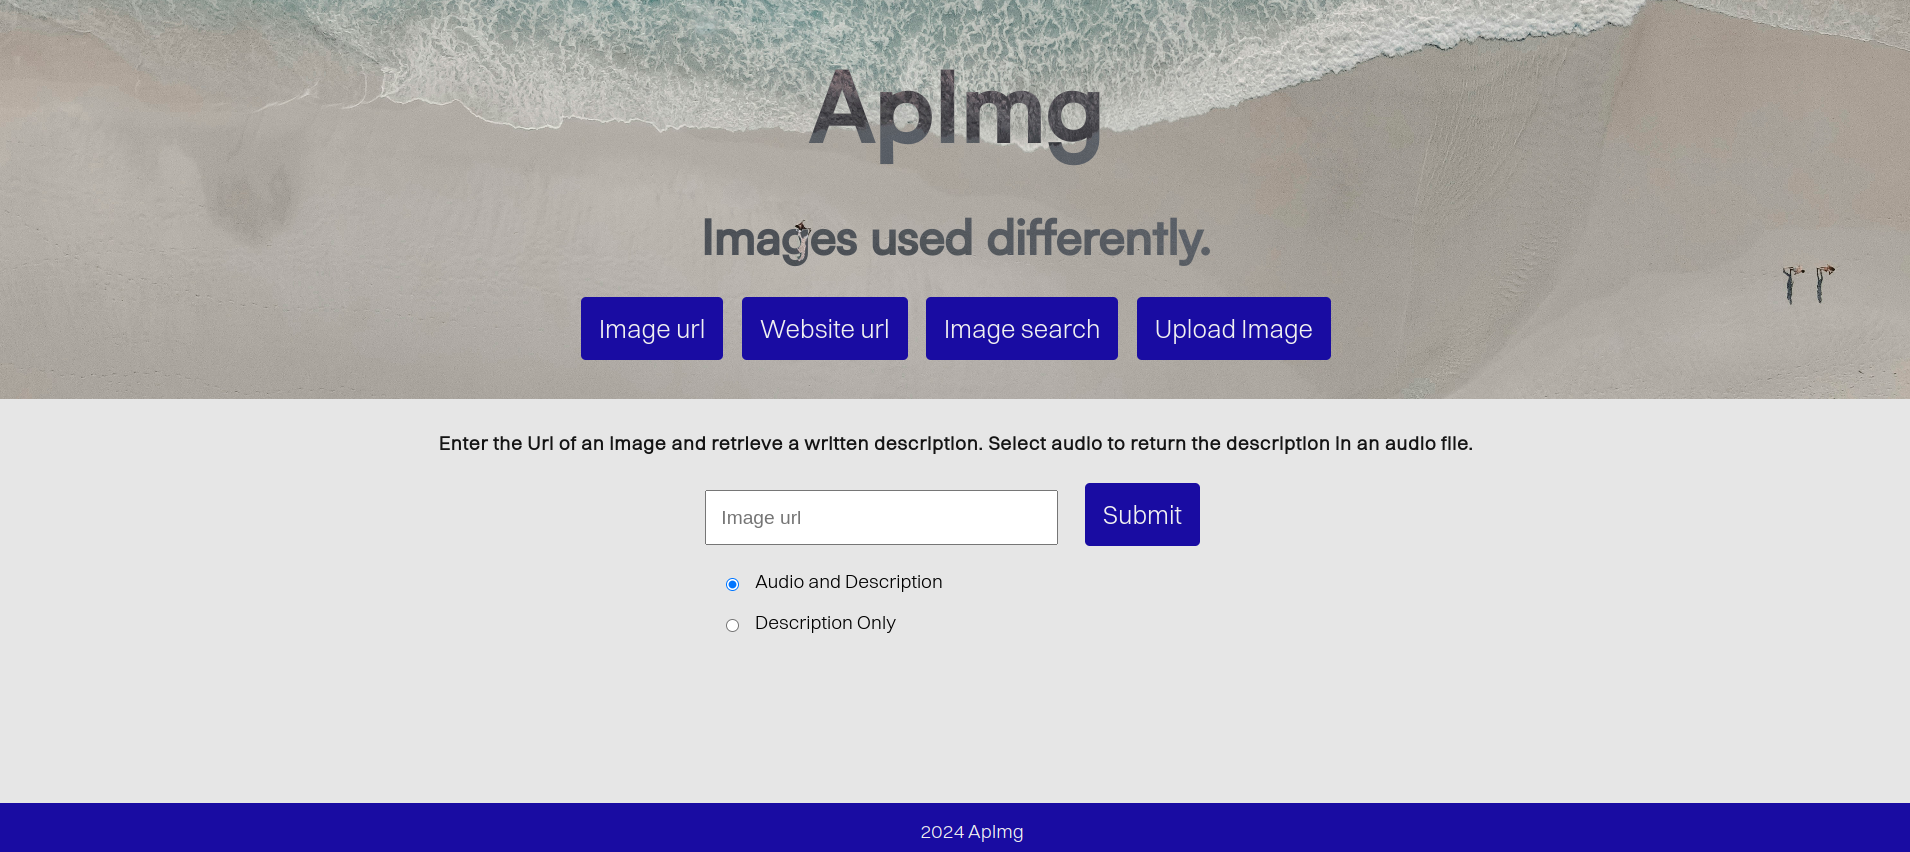 ApImg
Images used differently.
Image url
Website url
Image search
Upload Image
Enter the Url of an image and retrieve a written description. Select audio to return the description in an audio file.
Image url
Submit
Audio and Description
Description Only
2024 ApImg